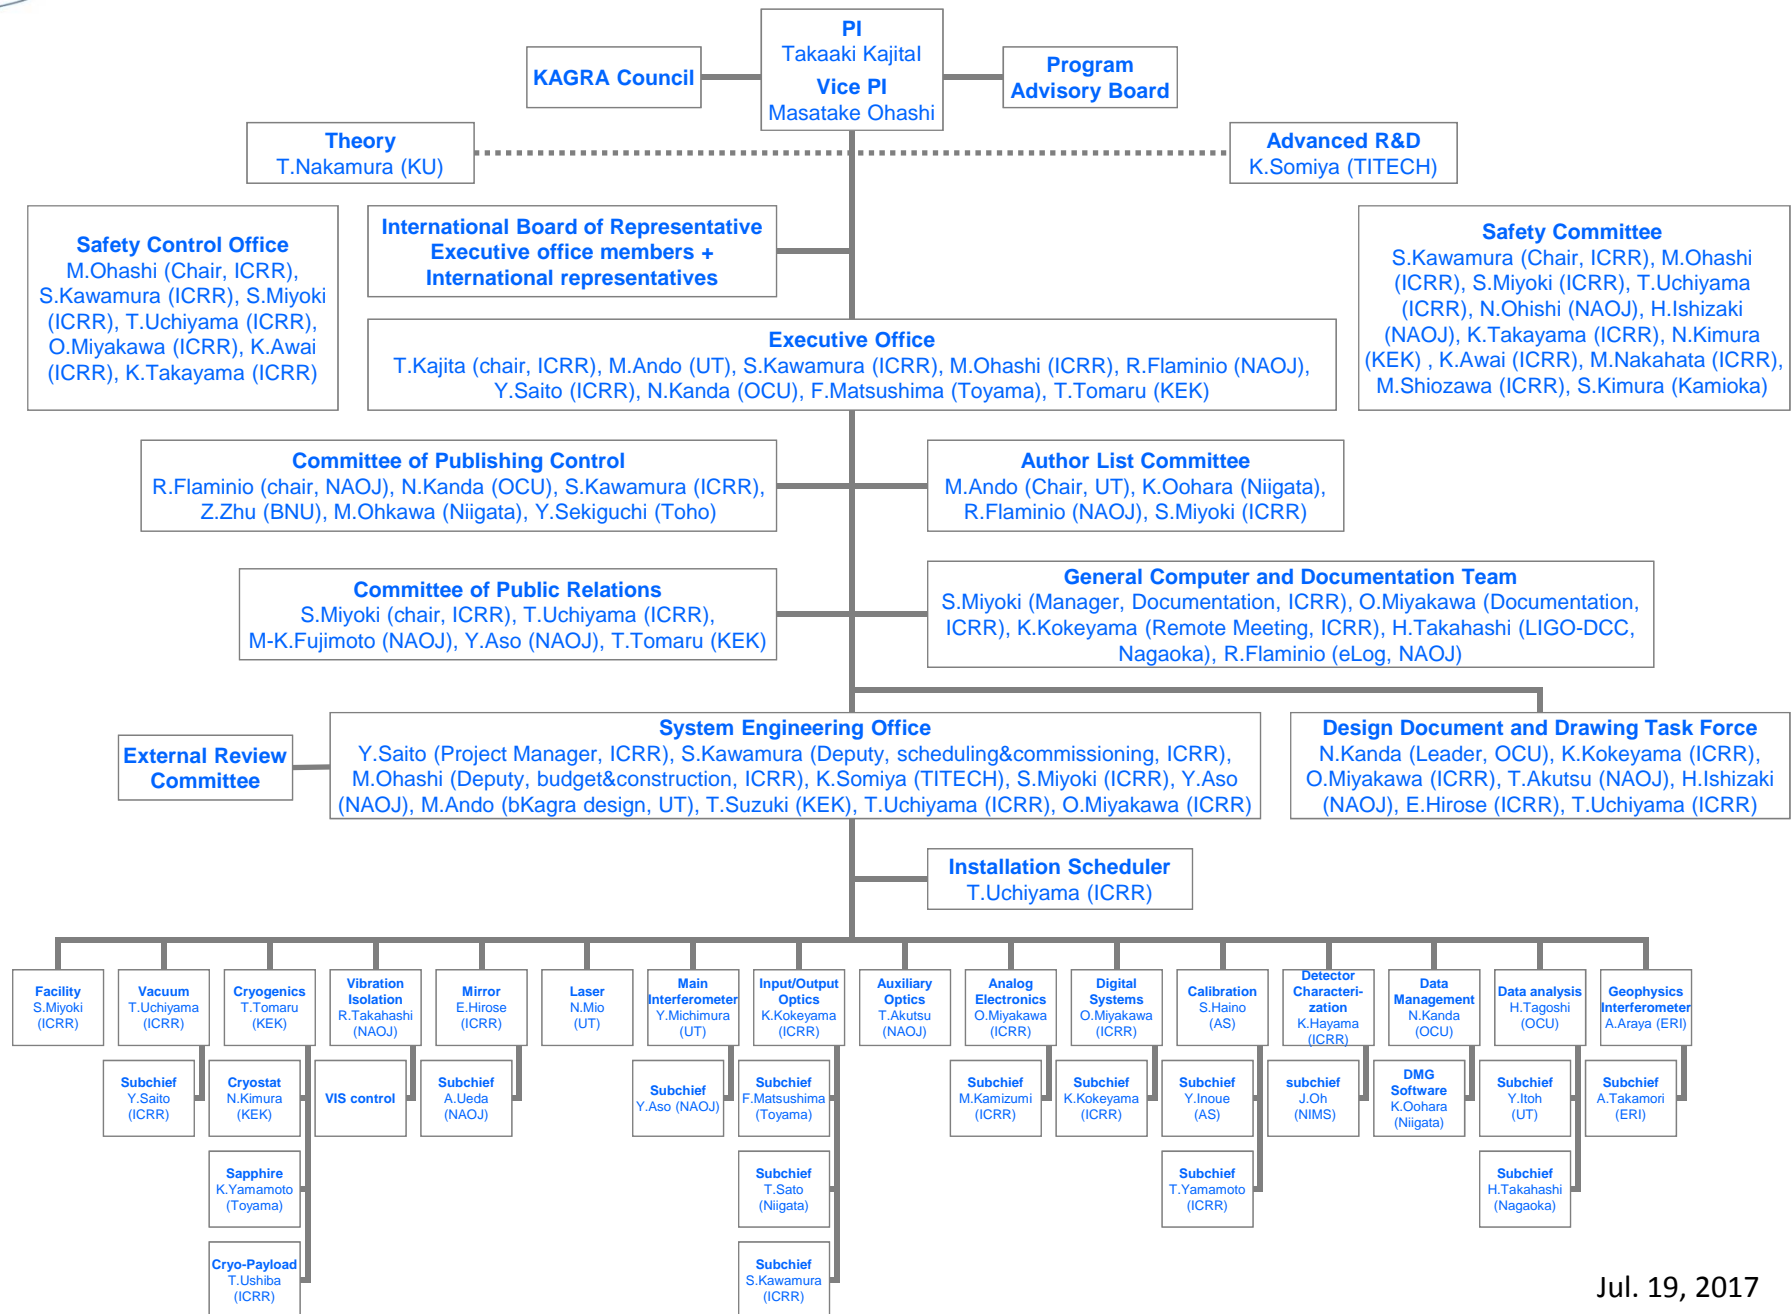 PI
Takaaki KajitaI
Vice PI
Masatake Ohashi
KAGRA Council
Program
Advisory Board
Theory
T.Nakamura (KU)
Advanced R&D
K.Somiya (TITECH)
Safety Control Office
M.Ohashi (Chair, ICRR),
S.Kawamura (ICRR), S.Miyoki
(ICRR), T.Uchiyama (ICRR),
O.Miyakawa (ICRR), K.Awai
(ICRR), K.Takayama (ICRR)
International Board of Representative
Executive office members +
International representatives
Safety Committee
S.Kawamura (Chair, ICRR), M.Ohashi
(ICRR), S.Miyoki (ICRR), T.Uchiyama
(ICRR), N.Ohishi (NAOJ), H.Ishizaki
(NAOJ), K.Takayama (ICRR), N.Kimura
(KEK) , K.Awai (ICRR), M.Nakahata (ICRR),
M.Shiozawa (ICRR), S.Kimura (Kamioka)
Executive Office
T.Kajita (chair, ICRR), M.Ando (UT), S.Kawamura (ICRR), M.Ohashi (ICRR), R.Flaminio (NAOJ),
Y.Saito (ICRR), N.Kanda (OCU), F.Matsushima (Toyama), T.Tomaru (KEK)
Committee of Publishing Control
R.Flaminio (chair, NAOJ), N.Kanda (OCU), S.Kawamura (ICRR),
Z.Zhu (BNU), M.Ohkawa (Niigata), Y.Sekiguchi (Toho)
Author List Committee
M.Ando (Chair, UT), K.Oohara (Niigata),
R.Flaminio (NAOJ), S.Miyoki (ICRR)
Committee of Public Relations
S.Miyoki (chair, ICRR), T.Uchiyama (ICRR),
M-K.Fujimoto (NAOJ), Y.Aso (NAOJ), T.Tomaru (KEK)
General Computer and Documentation Team
S.Miyoki (Manager, Documentation, ICRR), O.Miyakawa (Documentation,
ICRR), K.Kokeyama (Remote Meeting, ICRR), H.Takahashi (LIGO-DCC,
Nagaoka), R.Flaminio (eLog, NAOJ)
External Review
Committee
System Engineering Office
Y.Saito (Project Manager, ICRR), S.Kawamura (Deputy, scheduling&commissioning, ICRR),
M.Ohashi (Deputy, budget&construction, ICRR), K.Somiya (TITECH), S.Miyoki (ICRR), Y.Aso
(NAOJ), M.Ando (bKagra design, UT), T.Suzuki (KEK), T.Uchiyama (ICRR), O.Miyakawa (ICRR)
Design Document and Drawing Task Force
N.Kanda (Leader, OCU), K.Kokeyama (ICRR),
O.Miyakawa (ICRR), T.Akutsu (NAOJ), H.Ishizaki
(NAOJ), E.Hirose (ICRR), T.Uchiyama (ICRR)
Installation Scheduler
T.Uchiyama (ICRR)
Facility
S.Miyoki
(ICRR)
Vacuum
T.Uchiyama
(ICRR)
Cryogenics
T.Tomaru
(KEK)
Vibration
Isolation
R.Takahashi
(NAOJ)
Mirror
E.Hirose
(ICRR)
Laser
N.Mio
(UT)
Main
Interferometer
Y.Michimura
(UT)
Input/Output
Optics
K.Kokeyama
(ICRR)
Auxiliary
Optics
T.Akutsu
(NAOJ)
Analog
Electronics
O.Miyakawa
(ICRR)
Digital
Systems
O.Miyakawa
(ICRR)
Calibration
S.Haino
(AS)
Detector
Characteri-
zation
K.Hayama
(ICRR)
Data
Management
N.Kanda
(OCU)
Data analysis
H.Tagoshi
(OCU)
Geophysics
Interferometer
A.Araya (ERI)
Subchief
Y.Saito
(ICRR)
Cryostat
N.Kimura
(KEK)
VIS control
Subchief
A.Ueda
(NAOJ)
Subchief
Y.Aso (NAOJ)
Subchief
F.Matsushima
(Toyama)
Subchief
M.Kamizumi
(ICRR)
Subchief
K.Kokeyama
(ICRR)
Subchief
Y.Inoue
(AS)
subchief
J.Oh
(NIMS)
DMG
Software
K.Oohara
(Niigata)
Subchief
Y.Itoh
(UT)
Subchief
A.Takamori
(ERI)
Sapphire
K.Yamamoto
(Toyama)
Subchief
T.Sato
(Niigata)
Subchief
T.Yamamoto
(ICRR)
Subchief
H.Takahashi
(Nagaoka)
Cryo-Payload
T.Ushiba
(ICRR)
Subchief
S.Kawamura
(ICRR)
Jul. 19, 2017